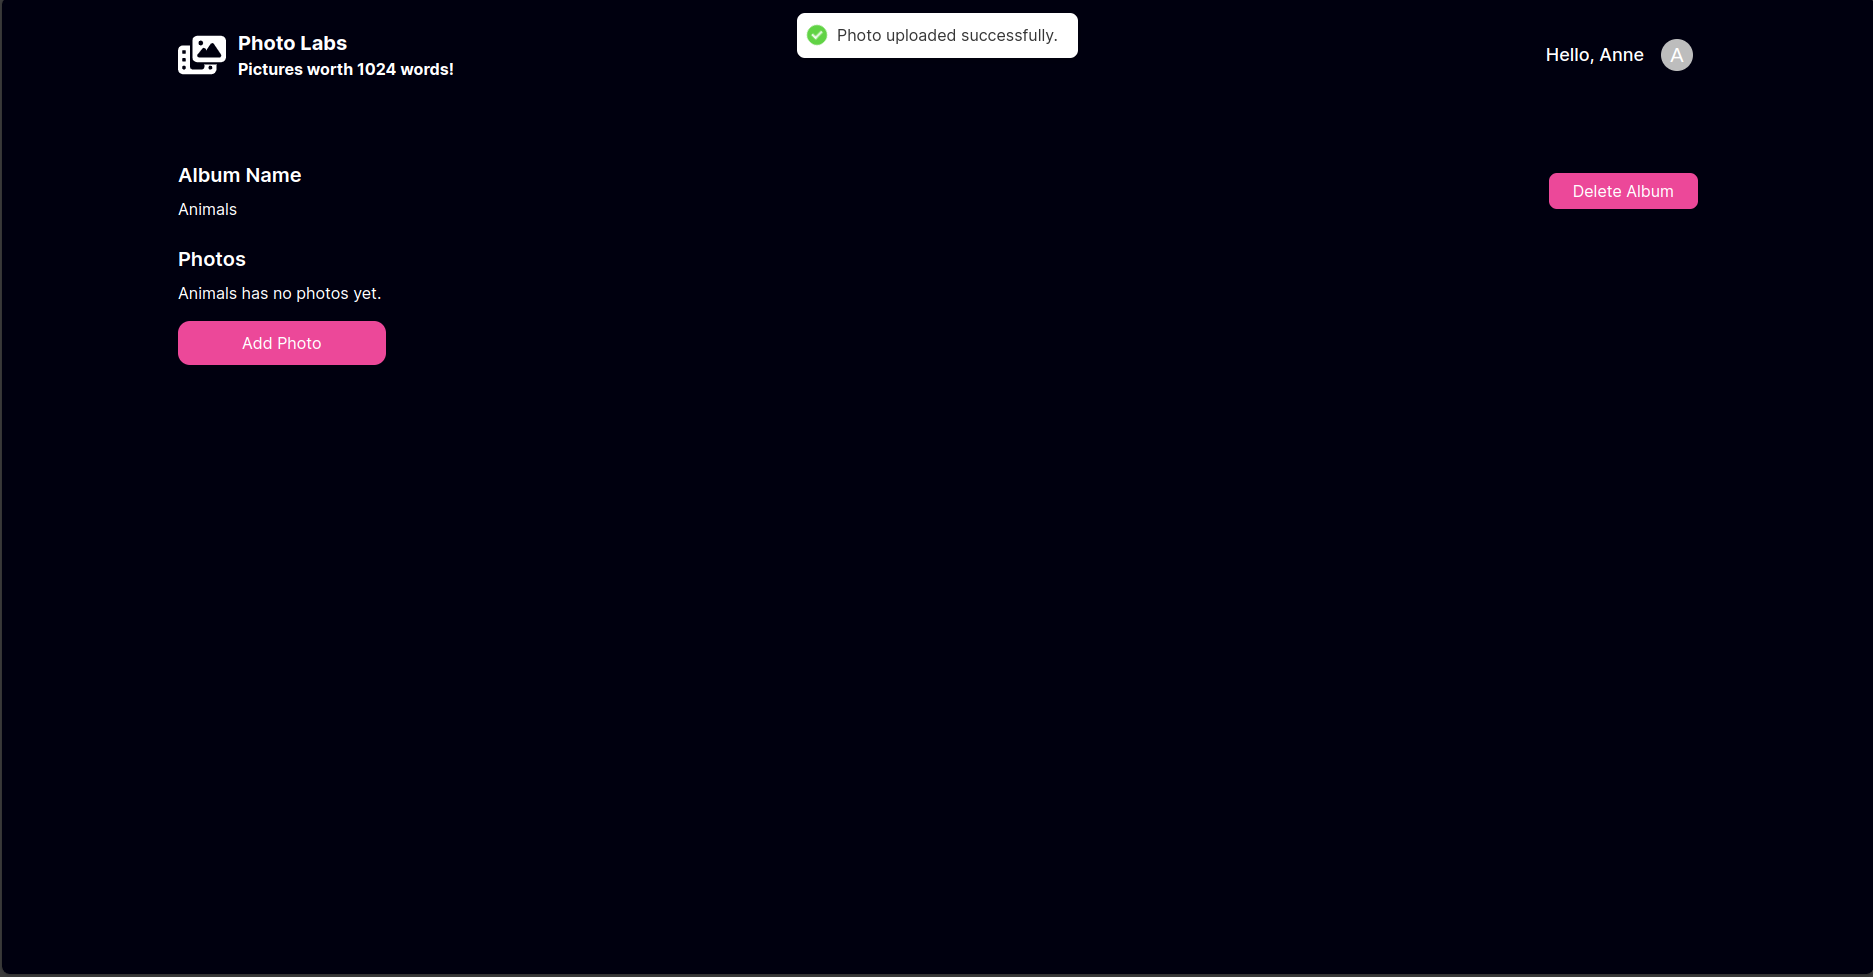 Photo Labs
Pictures worth 1024 words!
Photo uploaded successfully.
Hello, Anne
A
Album Name
Animals
Delete Album
Photos
Animals has no photos yet.
Add Photo